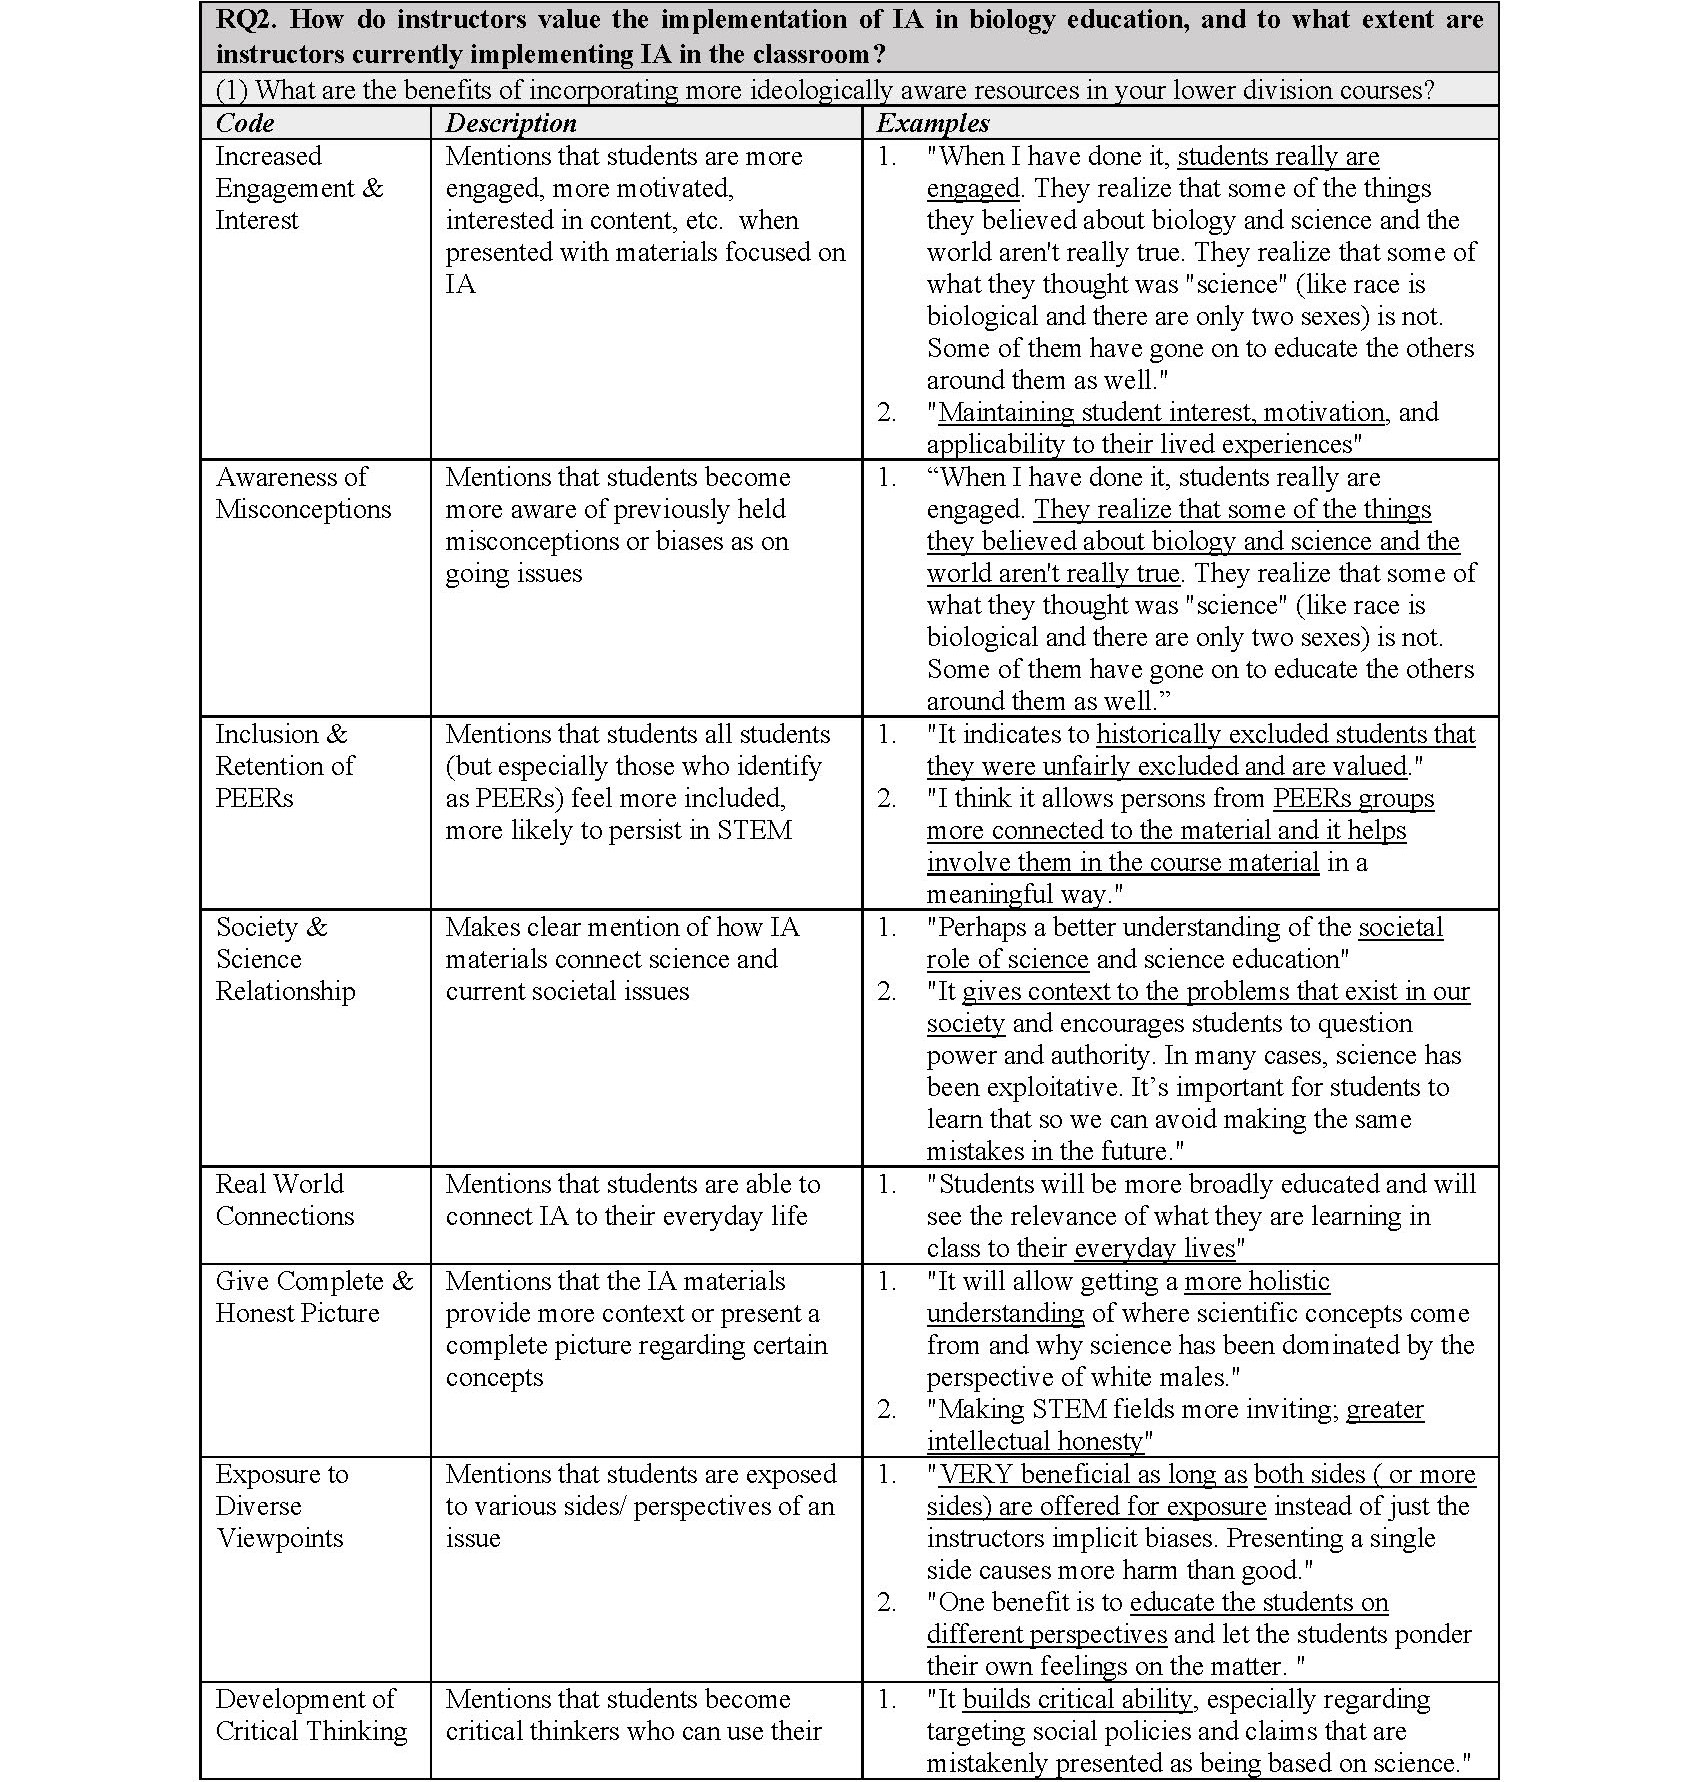 RQ2. How do instructors value the implementation of IA in biology education, and to what extent are
instructors currently implementing IA in the classroom?
(1) What are the benefits of incorporating more ideologically aware resources in your lower division courses?
Code
Description
Examples
Increased
Engagement &
Interest
Mentions that students are more
engaged, more motivated,
interested in content, etc.  when
presented with materials focused on
IA
1. "When I have done it, students really are
engaged. They realize that some of the things
they believed about biology and science and the
world aren't really true. They realize that some of
what they thought was "science" (like race is
biological and there are only two sexes) is not.
Some of them have gone on to educate the others
around them as well."
2. "Maintaining student interest, motivation, and
applicability to their lived experiences"
Awareness of
Misconceptions
Mentions that students become
more aware of previously held
misconceptions or biases as on
going issues
1. “When I have done it, students really are
engaged. They realize that some of the things
they believed about biology and science and the
world aren't really true. They realize that some of
what they thought was "science" (like race is
biological and there are only two sexes) is not.
Some of them have gone on to educate the others
around them as well.”
Inclusion &
Retention of
PEERs
Mentions that students all students
(but especially those who identify
as PEERs) feel more included,
more likely to persist in STEM
1. "It indicates to historically excluded students that
they were unfairly excluded and are valued."
2. "I think it allows persons from PEERs groups
more connected to the material and it helps
involve them in the course material in a
meaningful way."
Society &
Science
Relationship
Makes clear mention of how IA
materials connect science and
current societal issues
1. "Perhaps a better understanding of the societal
role of science and science education"
2. "It gives context to the problems that exist in our
society and encourages students to question
power and authority. In many cases, science has
been exploitative. It’s important for students to
learn that so we can avoid making the same
mistakes in the future."
Real World
Connections
Mentions that students are able to
connect IA to their everyday life
1. "Students will be more broadly educated and will
see the relevance of what they are learning in
class to their everyday lives"
Give Complete &
Honest Picture
Mentions that the IA materials
provide more context or present a
complete picture regarding certain
concepts
1. "It will allow getting a more holistic
understanding of where scientific concepts come
from and why science has been dominated by the
perspective of white males."
2. "Making STEM fields more inviting; greater
intellectual honesty"
Exposure to
Diverse
Viewpoints
Mentions that students are exposed
to various sides/ perspectives of an
issue
1. "VERY beneficial as long as both sides ( or more
sides) are offered for exposure instead of just the
instructors implicit biases. Presenting a single
side causes more harm than good."
2. "One benefit is to educate the students on
different perspectives and let the students ponder
their own feelings on the matter. "
Development of
Critical Thinking
Mentions that students become
critical thinkers who can use their
1. "It builds critical ability, especially regarding
targeting social policies and claims that are
mistakenly presented as being based on science."